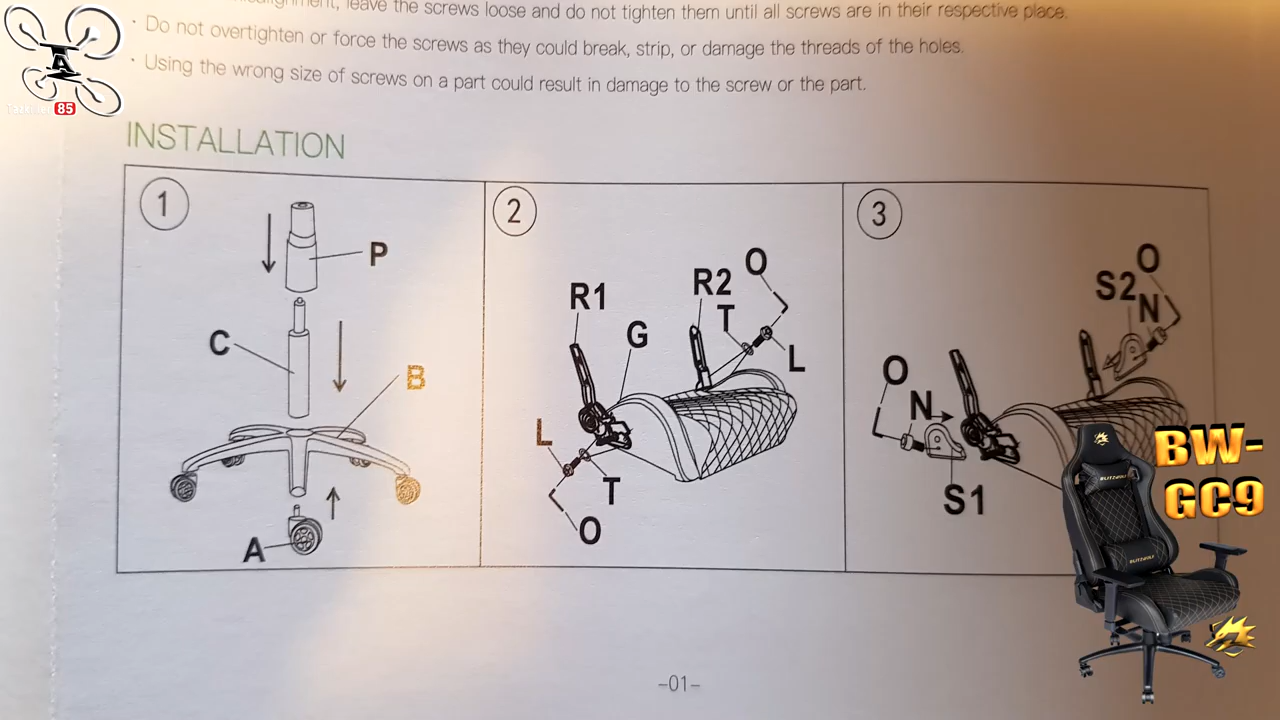 leave the screws loose and do not tighten them until all screws are in their respective place.
· Do not overtighten or force the screws as they could break, strip, or damage the threads of the holes.
· Using the wrong size of screws on a part could result in damage to the screw or the part.
INSTALLATION
1
P
C
B
A
2
R1
R2
O
T
G
L
L
T
O
3
O
S2
N
O
N
S1
BW-
GC9
A
85
BLITZWOLF
BLITZWOLF
-01-